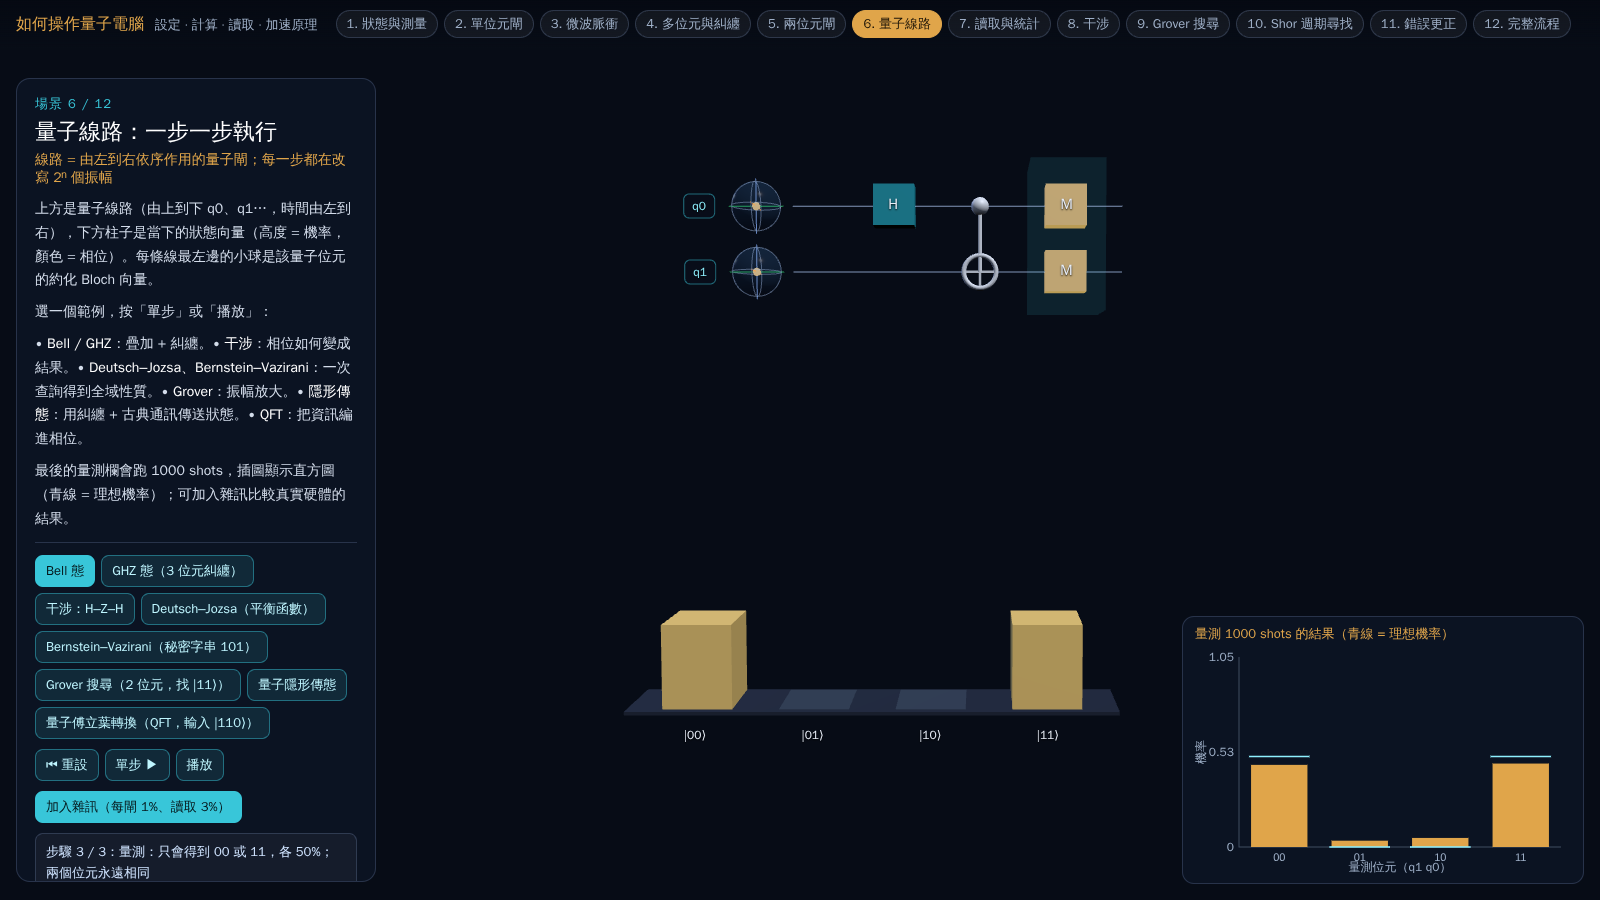 如何操作量子電腦 設定 · 計算 · 讀取 · 加速原理 1. 狀態與測量 2. 單位元閘 3. 微波脈衝 4. 多位元與糾纏 5. 兩位元閘 6. 量子線路 7. 讀取與統計 8. 干涉 9. Grover 搜尋 10. Shor 週期尋找 11. 錯誤更正 12. 完整流程
場景 6 / 12
量子線路：一步一步執行
線路 = 由左到右依序作用的量子閘；每一步都在改
寫 2ⁿ 個振幅
上方是量子線路（由上到下 q0、q1⋯，時間由左到
右），下方柱子是當下的狀態向量（高度 = 機率，
顏色 = 相位）。每條線最左邊的小球是該量子位元
的約化 Bloch 向量。
選一個範例，按「單步」或「播放」：
• Bell / GHZ：疊加 + 糾纏。• 干涉：相位如何變成
結果。• Deutsch–Jozsa、Bernstein–Vazirani：一次
查詢得到全域性質。• Grover：振幅放大。• 隱形傳
態：用糾纏 + 古典通訊傳送狀態。• QFT：把資訊編
進相位。
最後的量測欄會跑 1000 shots，插圖顯示直方圖
（青線 = 理想機率）；可加入雜訊比較真實硬體的
結果。
Bell 態 GHZ 態（3 位元糾纏）
干涉：H–Z–H Deutsch–Jozsa（平衡函數）
Bernstein–Vazirani（秘密字串 101）
Grover 搜尋（2 位元，找 |11⟩） 量子隱形傳態
量子傅立葉轉換（QFT，輸入 |110⟩）
⏮ 重設 單步 ▶ 播放
加入雜訊（每閘 1%、讀取 3%）
步驟 3 / 3：量測：只會得到 00 或 11，各 50%；
兩個位元永遠相同
q0 H M
q1 M
|00⟩ |01⟩ |10⟩ |11⟩
量測 1000 shots 的結果（青線 = 理想機率）
1.05
0.53
0
機率
00 01 10 11
量測位元（q1 q0）